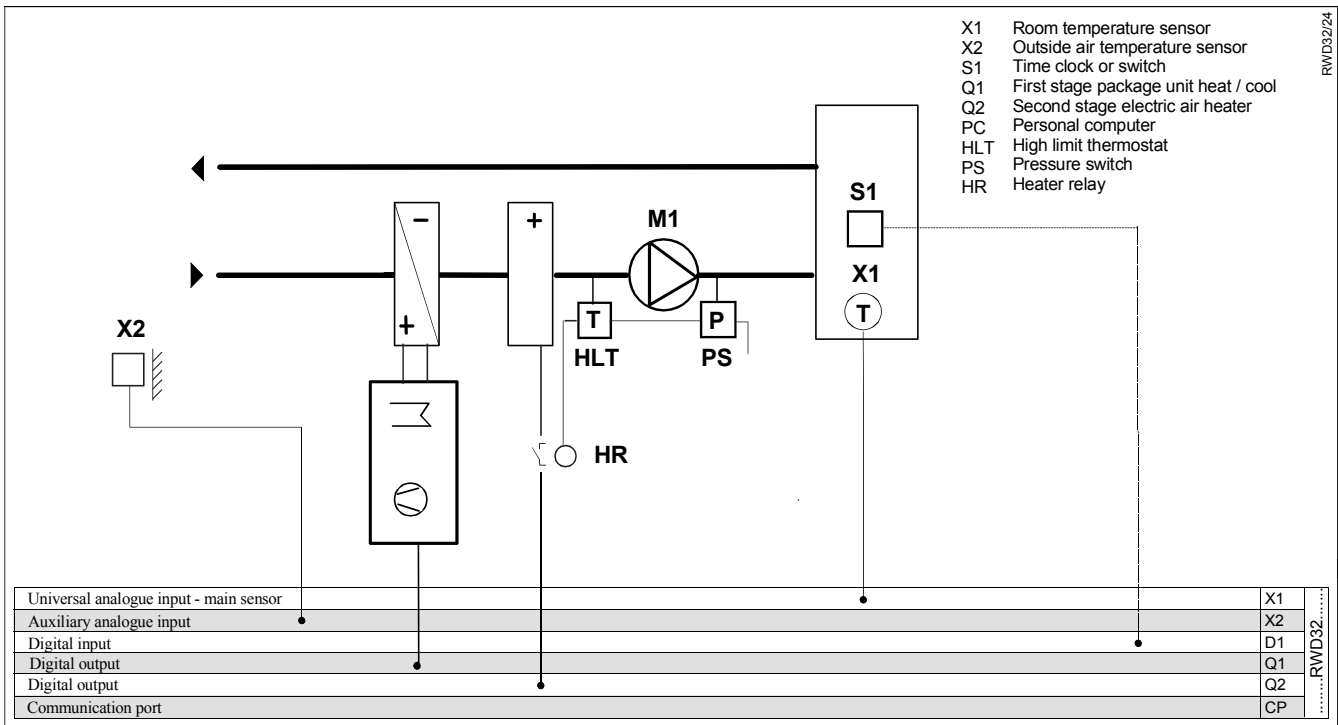 X1 Room temperature sensor
X2 Outside air temperature sensor
S1 Time clock or switch
Q1 First stage package unit heat / cool
Q2 Second stage electric air heater
PC Personal computer
HLT High limit thermostat
PS Pressure switch
HR Heater relay
RWD32/24
S1
M1
X1
T
X2
T
P
HLT
PS
HR
Universal analogue input - main sensor X1
Auxiliary analogue input X2
Digital input D1
Digital output Q1
Digital output Q2
Communication port CP
........RWD32........
- 
+
+